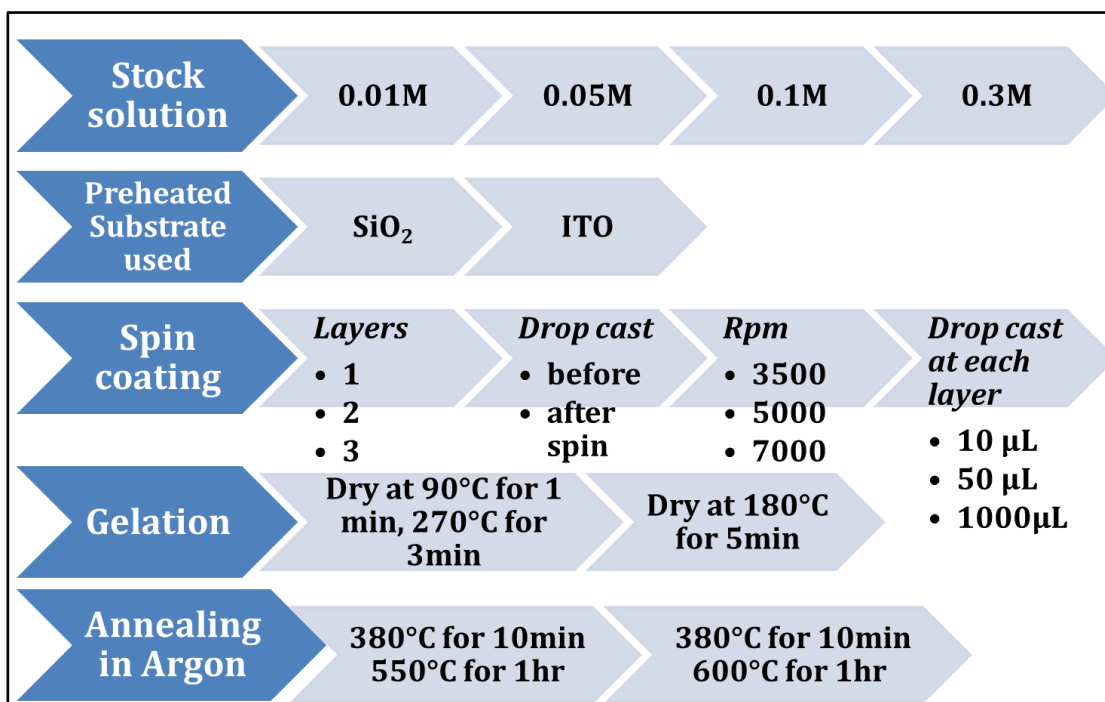 Stock
solution
0.01M
0.05M
0.1M
0.3M
Preheated
Substrate
used
SiO₂
ITO
Spin
coating
Layers
• 1
• 2
• 3
Drop cast
• before
• after
spin
Rpm
• 3500
• 5000
• 7000
Drop cast
at each
layer
• 10 µL
• 50 µL
• 1000µL
Gelation
Dry at 90°C for 1
min, 270°C for
3min
Dry at 180°C
for 5min
Annealing
in Argon
380°C for 10min
550°C for 1hr
380°C for 10min
600°C for 1hr